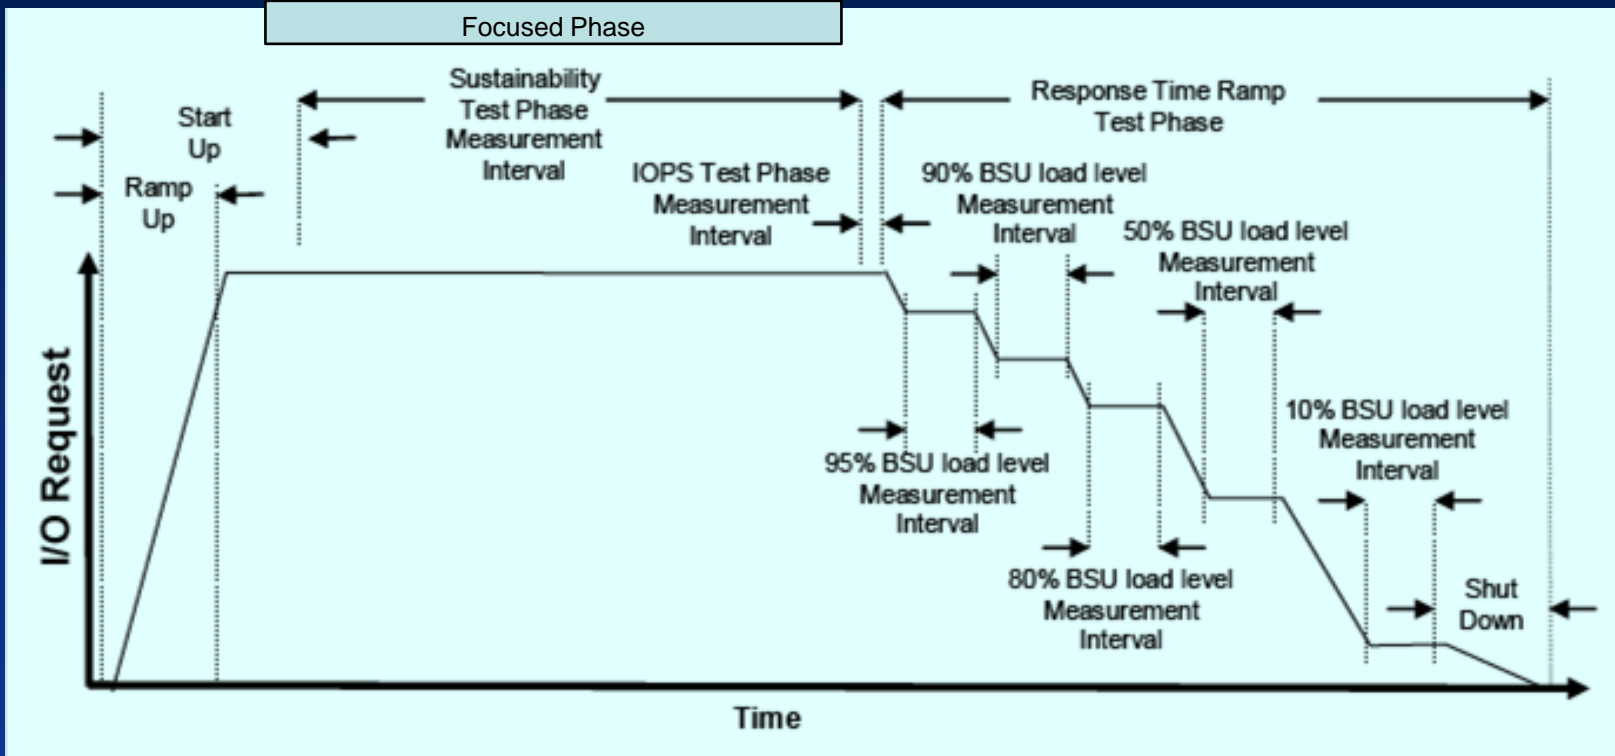 Focused Phase
Sustainability
Test Phase
Measurement
Interval
Response Time Ramp
Test Phase
Start
Up
Ramp
Up
IOPS Test Phase
Measurement
Interval
90% BSU load level
Measurement
Interval
50% BSU load level
Measurement
Interval
95% BSU load level
Measurement
Interval
10% BSU load level
Measurement
Interval
80% BSU load level
Measurement
Interval
Shut
Down
I/O Request
Time